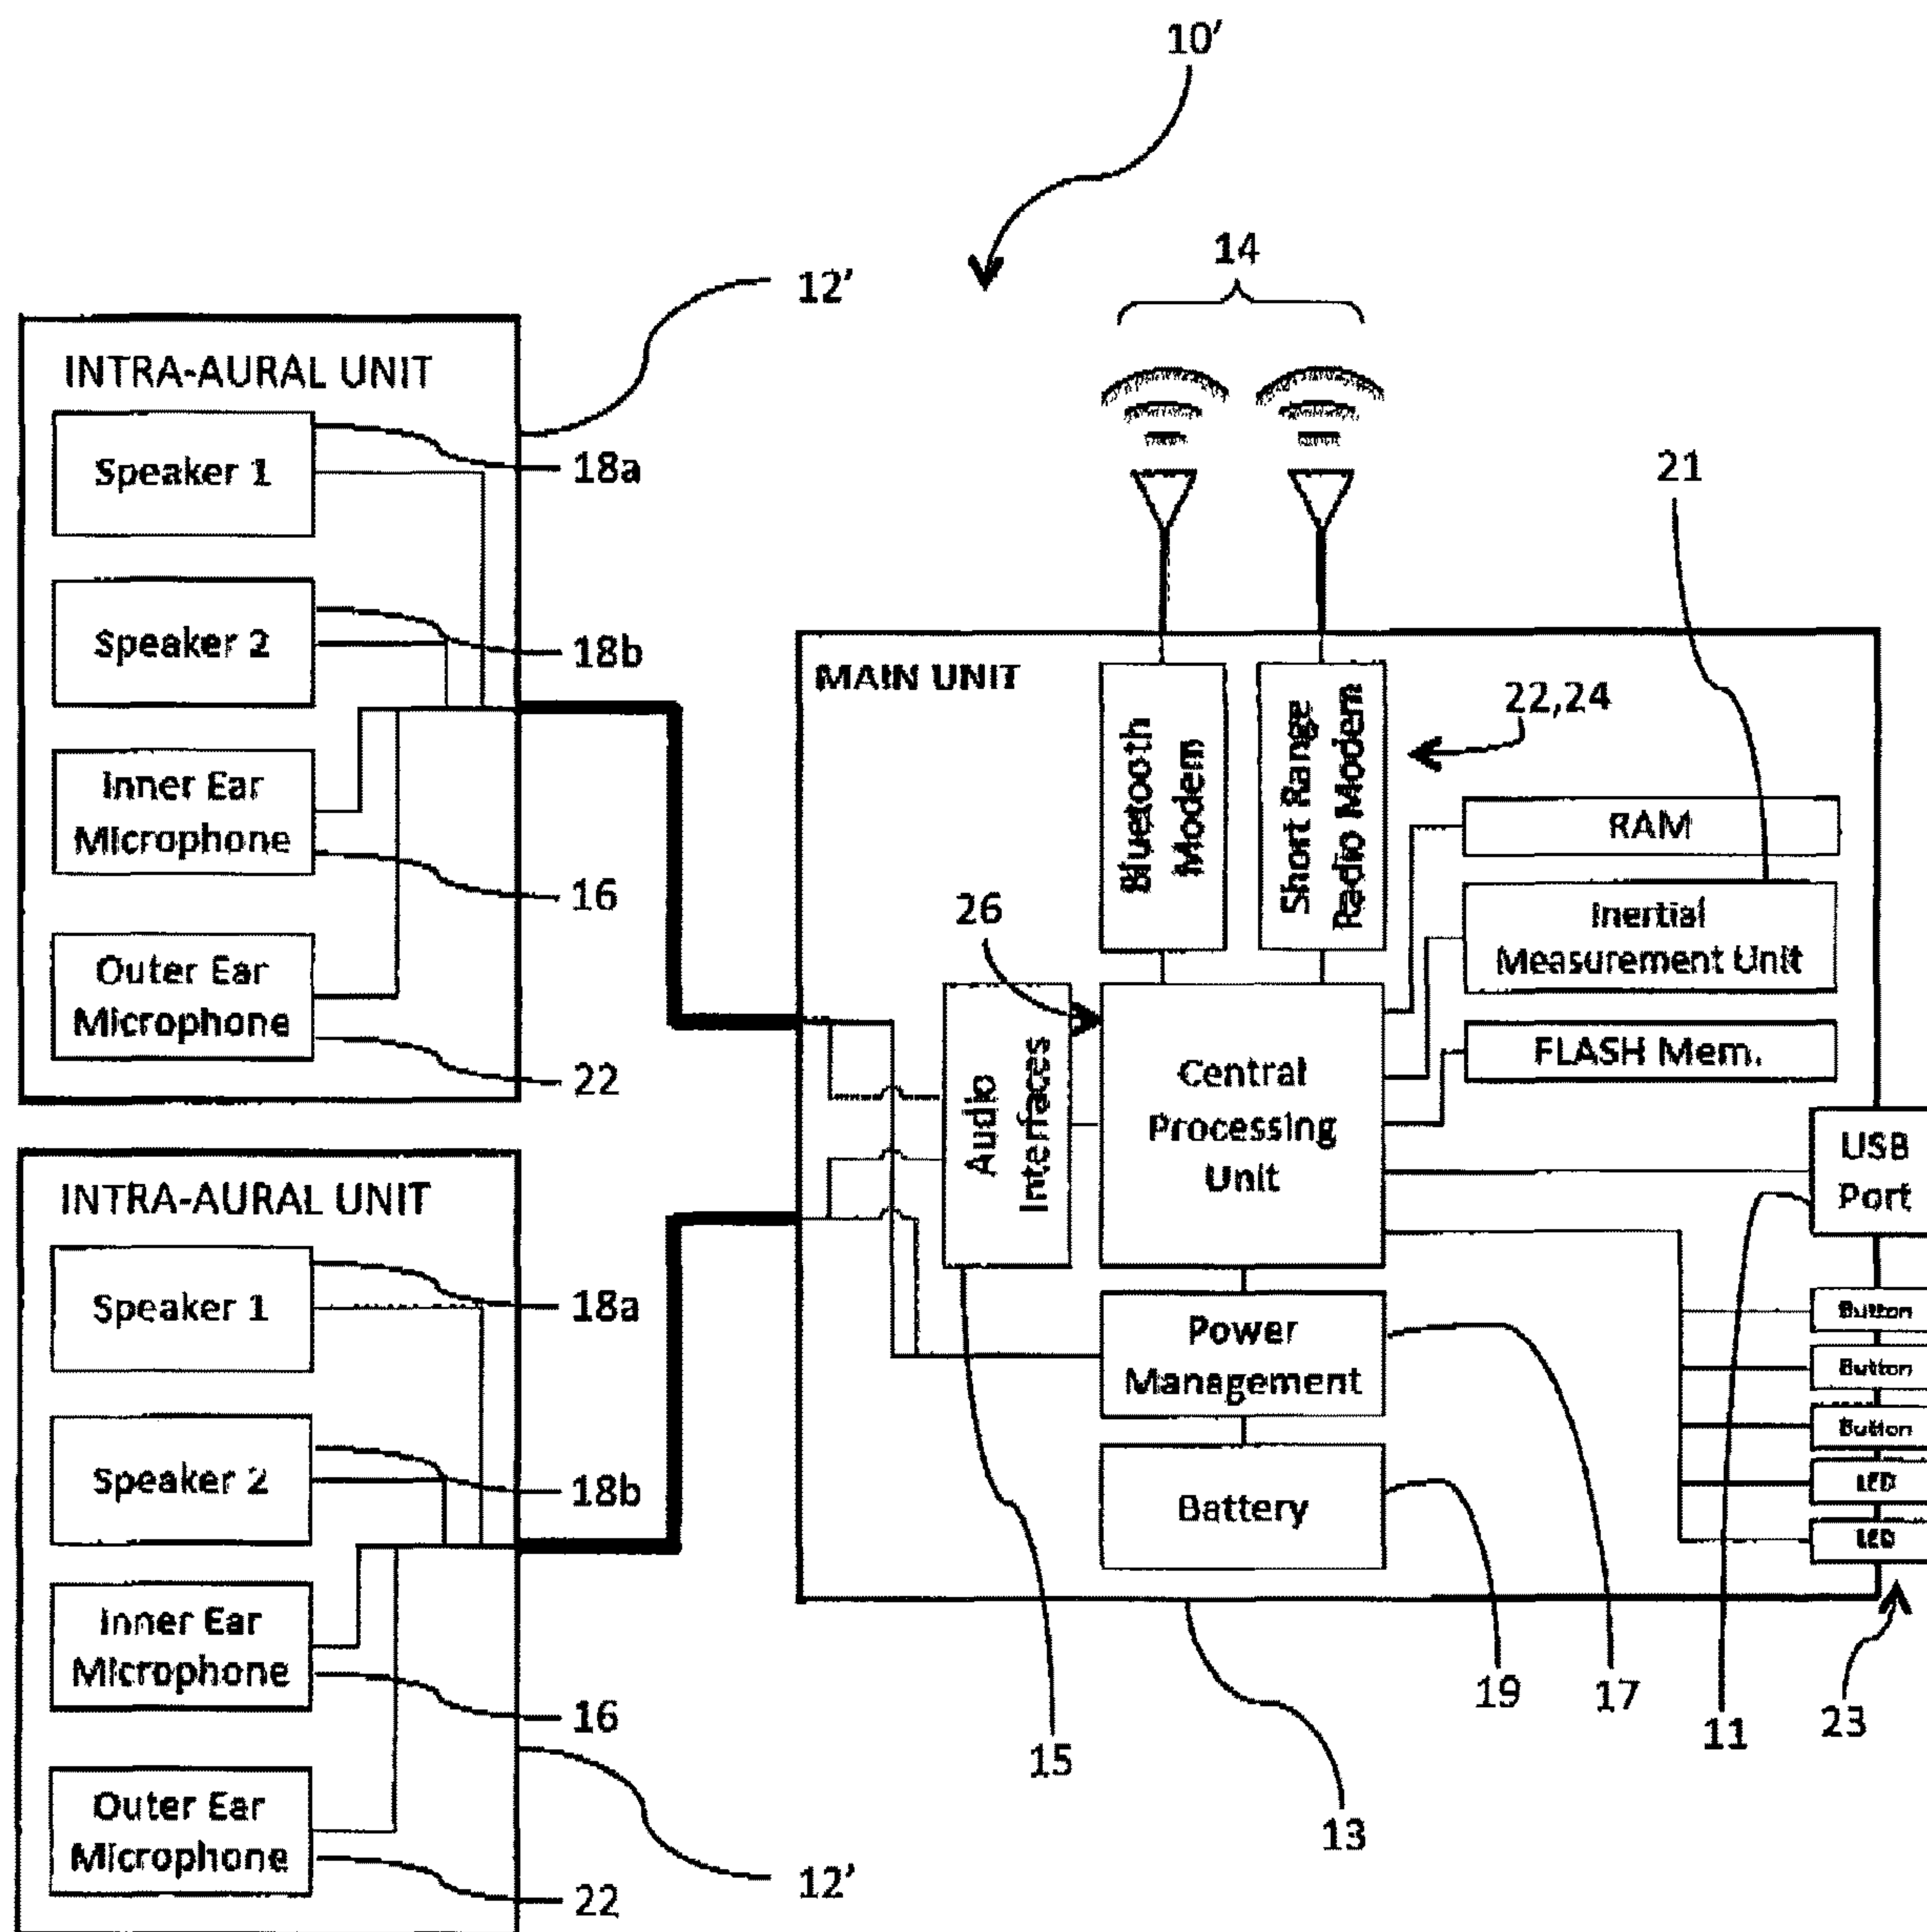 10'
14
12'
INTRA-AURAL UNIT
Speaker 1
18a
Speaker 2
18b
Inner Ear
Microphone
16
Outer Ear
Microphone
22
INTRA-AURAL UNIT
Speaker 1
18a
Speaker 2
18b
Inner Ear
Microphone
16
Outer Ear
Microphone
22
12'
MAIN UNIT
Bluetooth
Modem
Short Range
Radio Modem
22,24
21
RAM
Inertial
Measurement Unit
FLASH Mem.
26
Audio
Interfaces
Central
Processing
Unit
USB
Port
Power
Management
Battery
Button
Button
Button
LED
LED
15
13
19
17
11
23